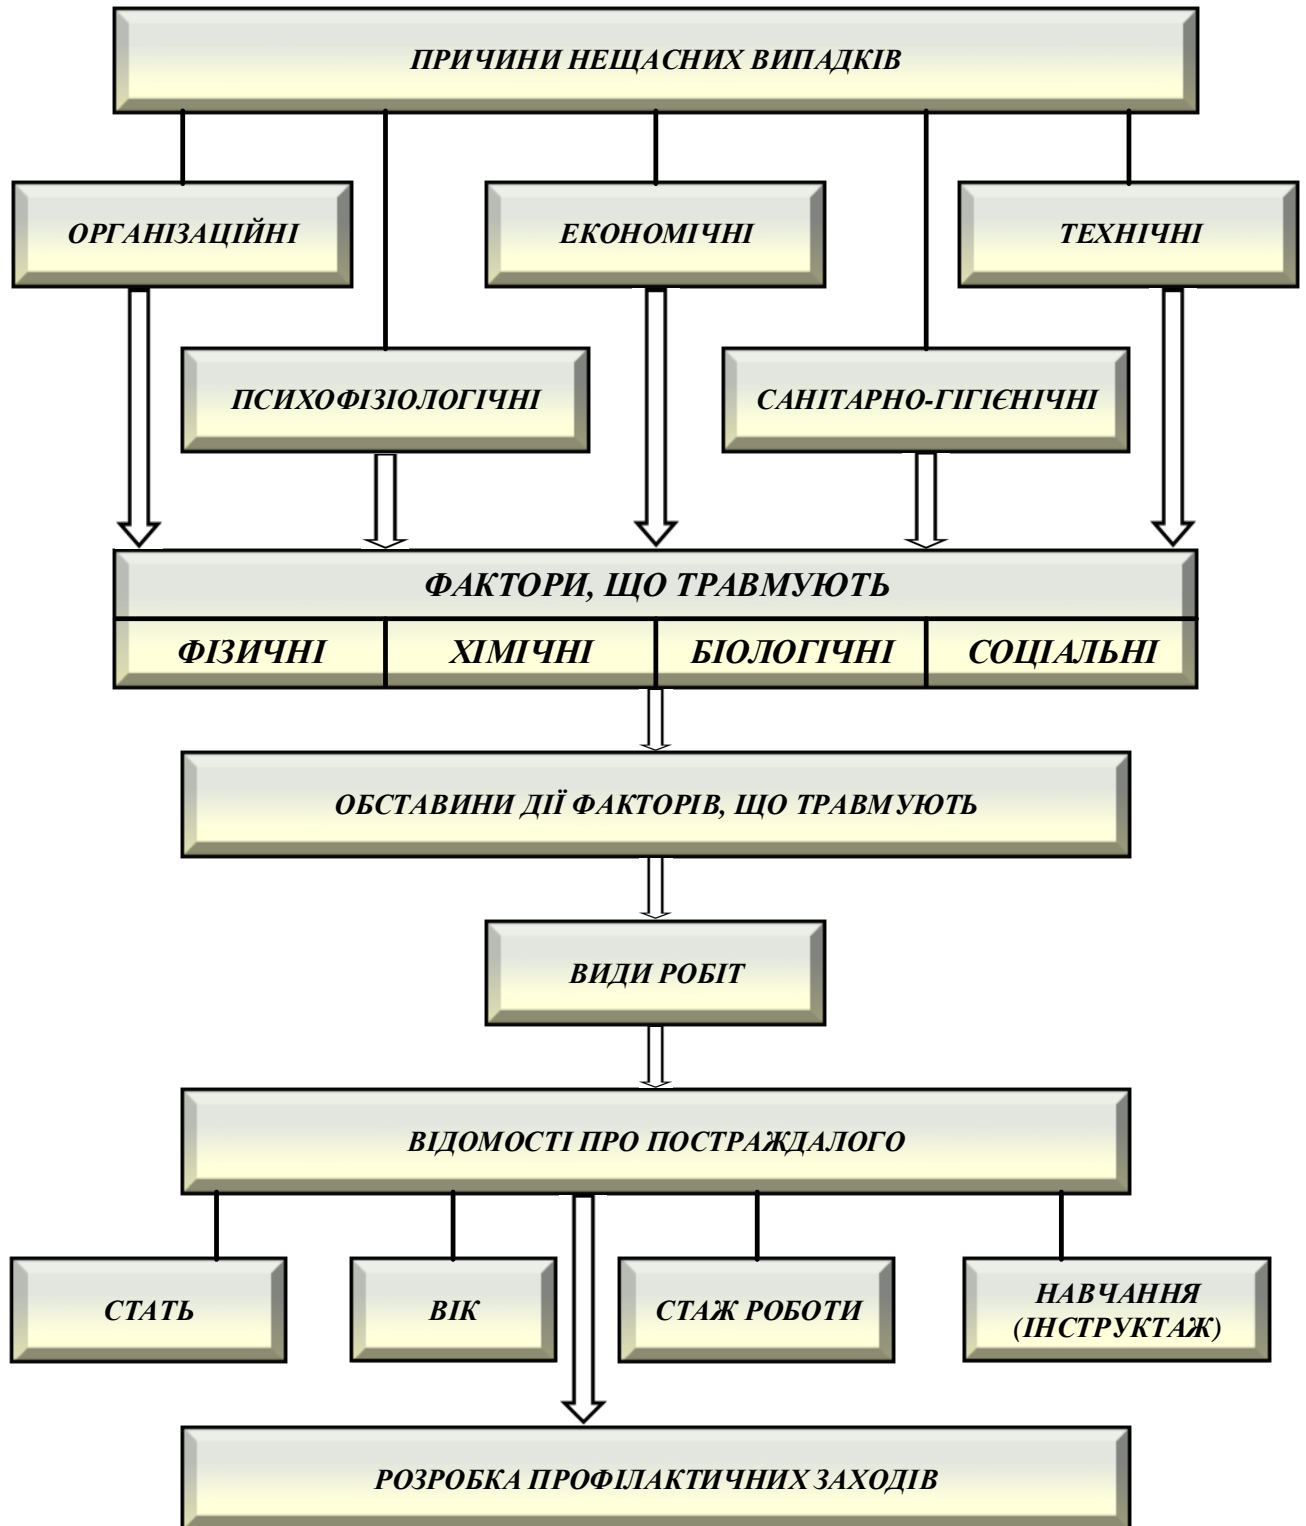 ПРИЧИНИ НЕЩАСНИХ ВИПАДКІВ
ОРГАНІЗАЦІЙНІ
ЕКОНОМІЧНІ
ТЕХНІЧНІ
ПСИХОФІЗІОЛОГІЧНІ
САНІТАРНО-ГІГІЄНІЧНІ
ФАКТОРИ, ЩО ТРАВМУЮТЬ
ФІЗИЧНІ
ХІМІЧНІ
БІОЛОГІЧНІ
СОЦІАЛЬНІ
ОБСТАВИНИ ДІЇ ФАКТОРІВ, ЩО ТРАВМУЮТЬ
ВИДИ РОБІТ
ВІДОМОСТІ ПРО ПОСТРАЖДАЛОГО
СТАТЬ
ВІК
СТАЖ РОБОТИ
НАВЧАННЯ
(ІНСТРУКТАЖ)
РОЗРОБКА ПРОФІЛАКТИЧНИХ ЗАХОДІВ